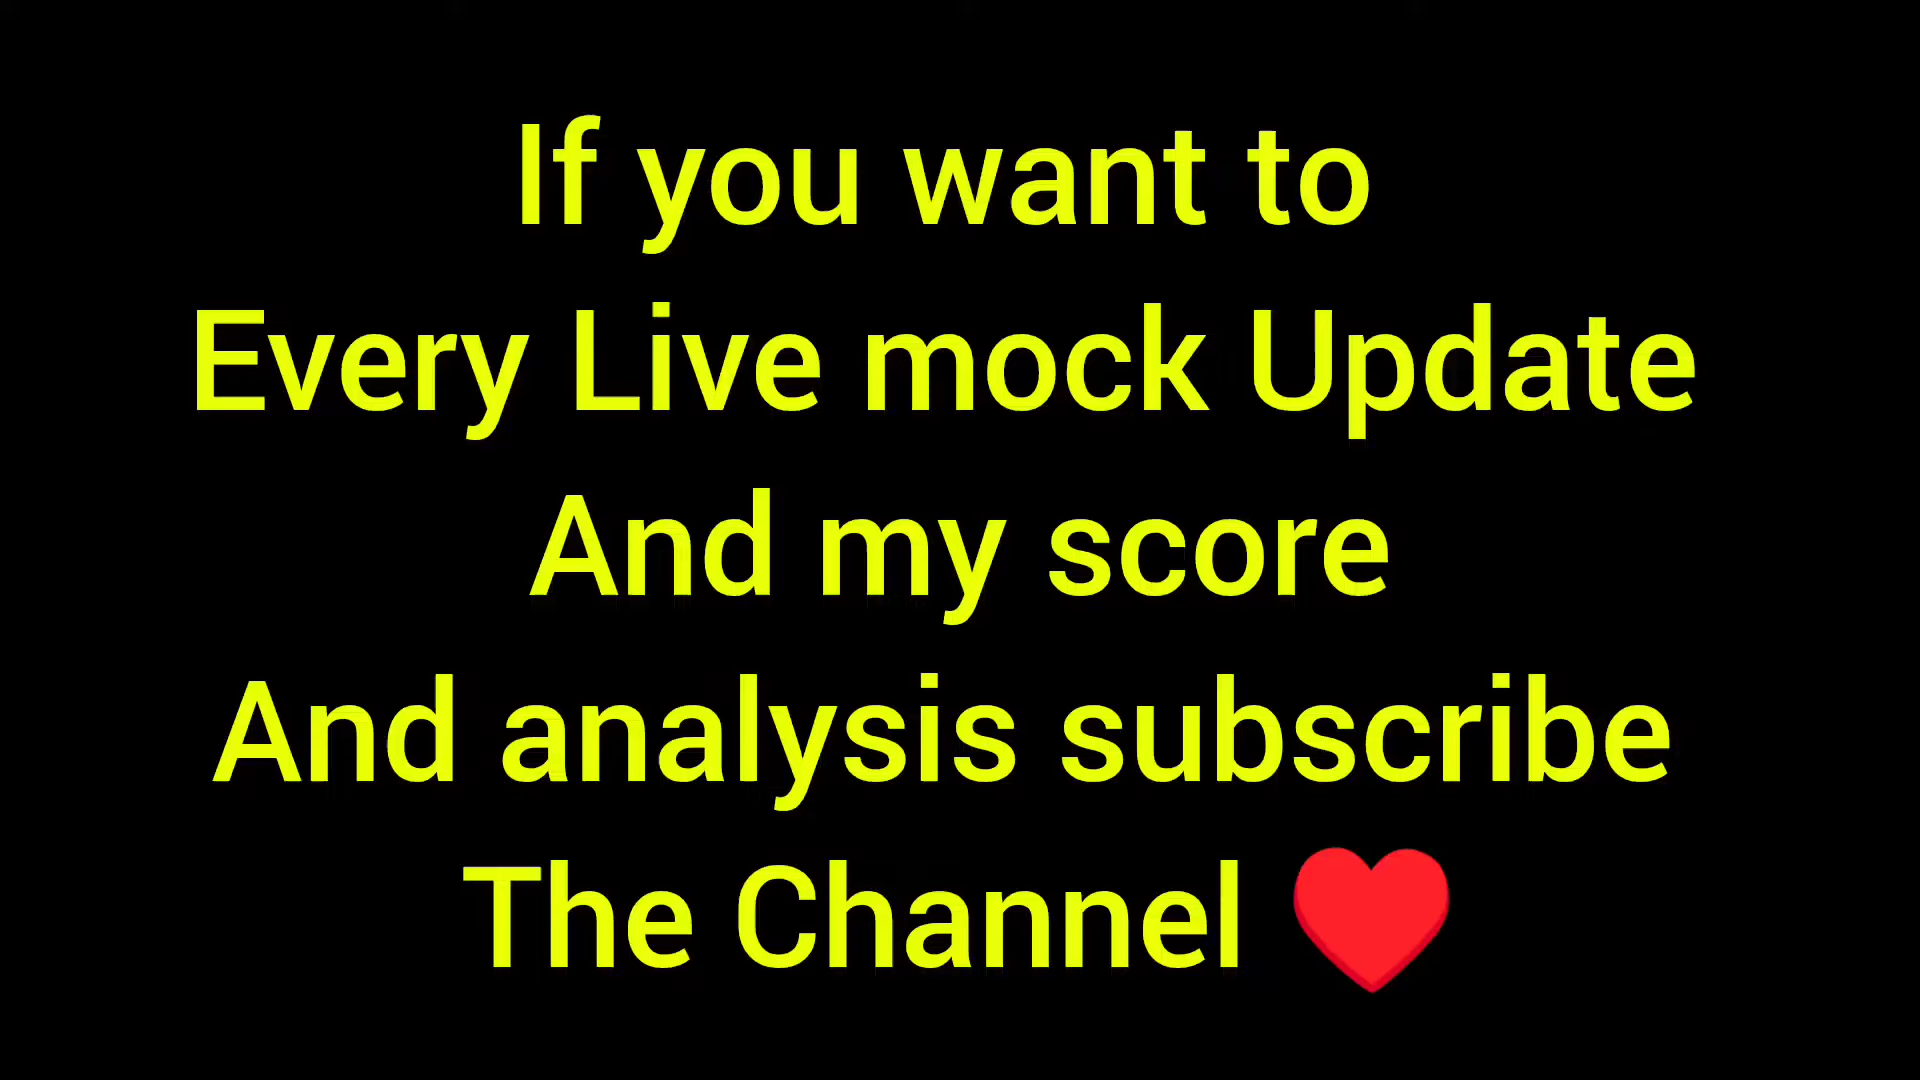 If you want to
Every Live mock Update
And my score
And analysis subscribe
The Channel ♥️